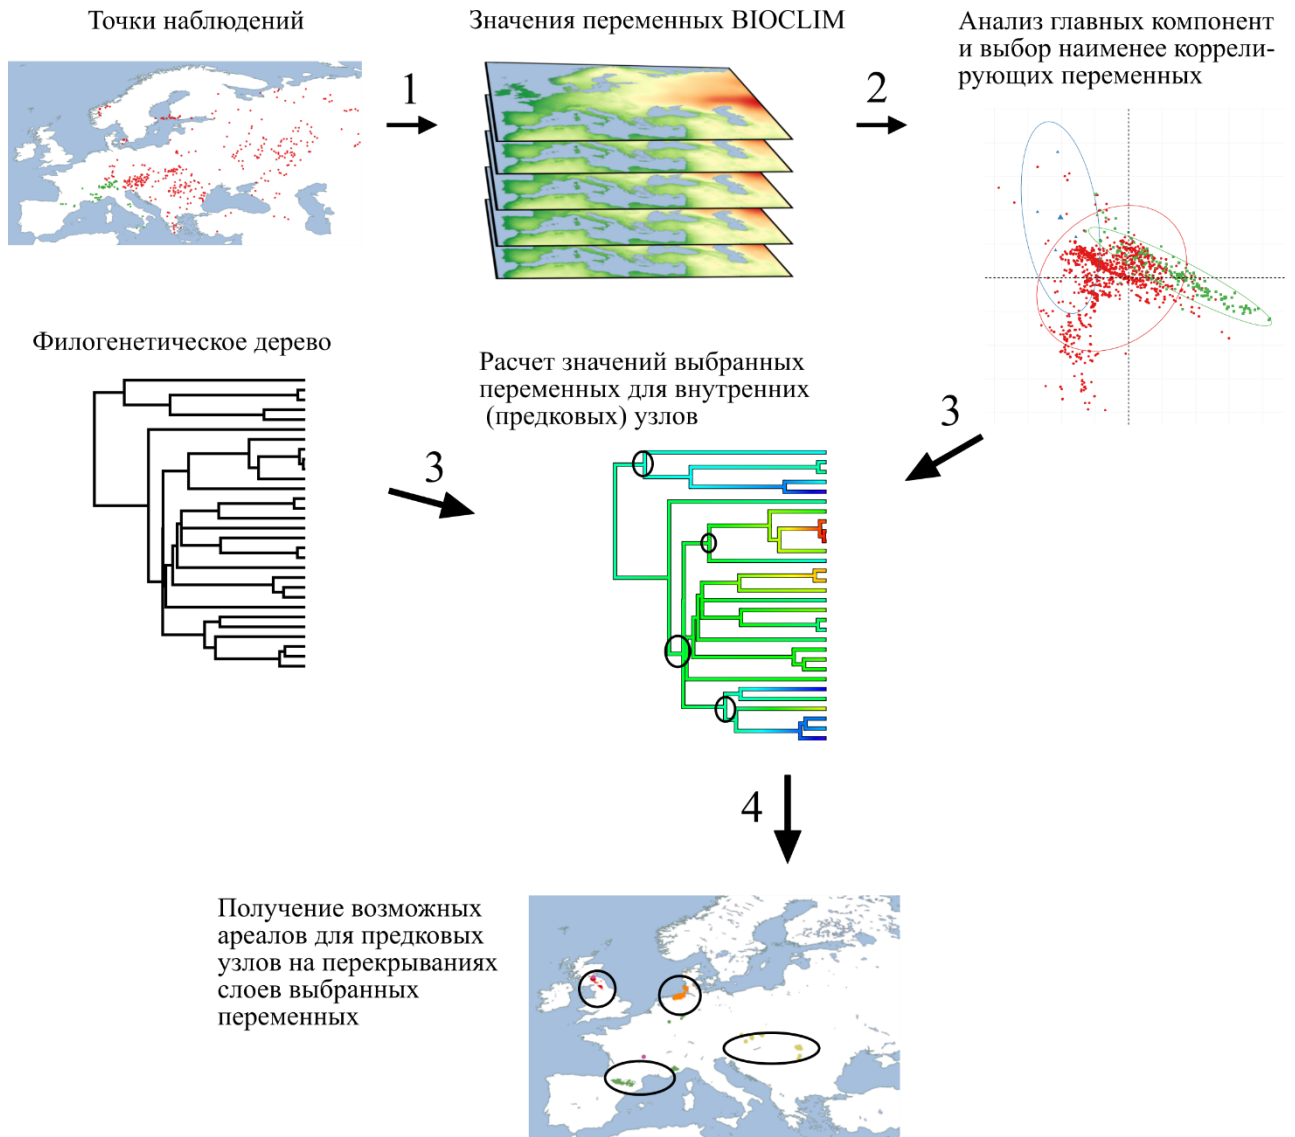 Точки наблюдений
Значения переменных BIOCLIM
Анализ главных компонент
и выбор наименее коррели-
рующих переменных
1
2
Филогенетическое дерево
Расчет значений выбранных
переменных для внутренних
(предковых) узлов
3
3
4
Получение возможных
ареалов для предковых
узлов на перекрываниях
слоев выбранных
переменных